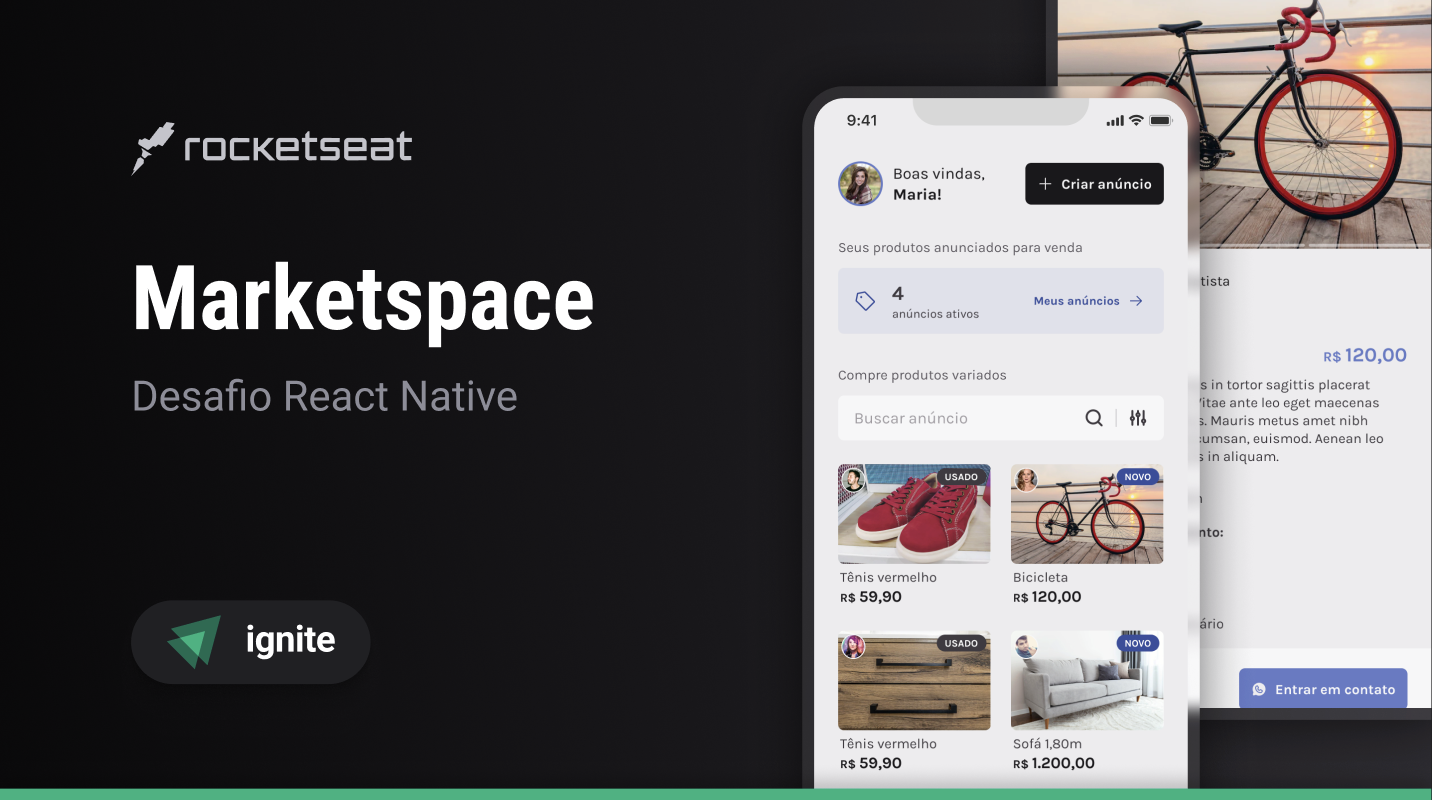 rocketseat
Marketspace
Desafio React Native
ignite
9:41
Boas vindas,
Maria!
Criar anúncio
Seus produtos anunciados para venda
4
anúncios ativos
Meus anúncios
Compre produtos variados
Buscar anúncio
USADO
NOVO
Tênis vermelho
R$ 59,90
Bicicleta
R$ 120,00
USADO
NOVO
Tênis vermelho
R$ 59,90
Sofá 1,80m
R$ 1.200,00
tista
R$ 120,00
s in tortor sagittis placerat
Vitae ante leo eget maecenas
s. Mauris metus amet nibh
cumsan, euismod. Aenean leo
s in aliquam.
nto:
ário
Entrar em contato